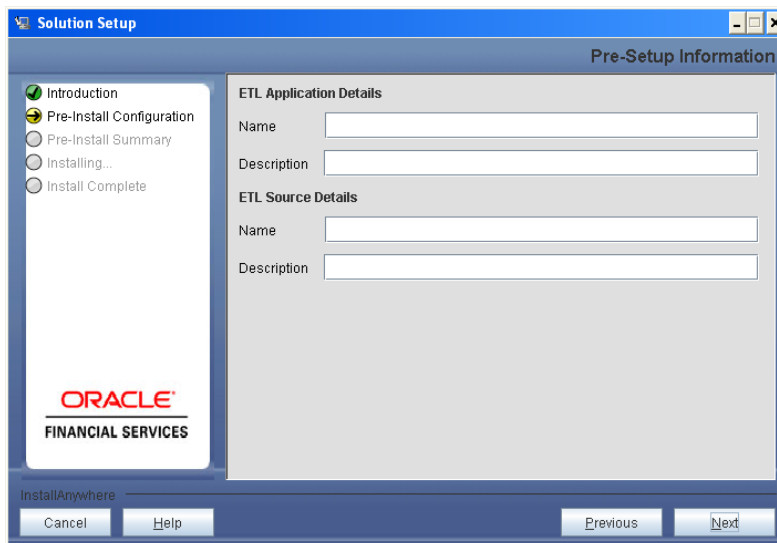 Solution Setup
Pre-Setup Information
Introduction
Pre-Install Configuration
Pre-Install Summary
Installing...
Install Complete
ORACLE
FINANCIAL SERVICES
ETL Application Details
Name
Description
ETL Source Details
Name
Description
InstallAnywhere
Cancel
Help
Previous
Next